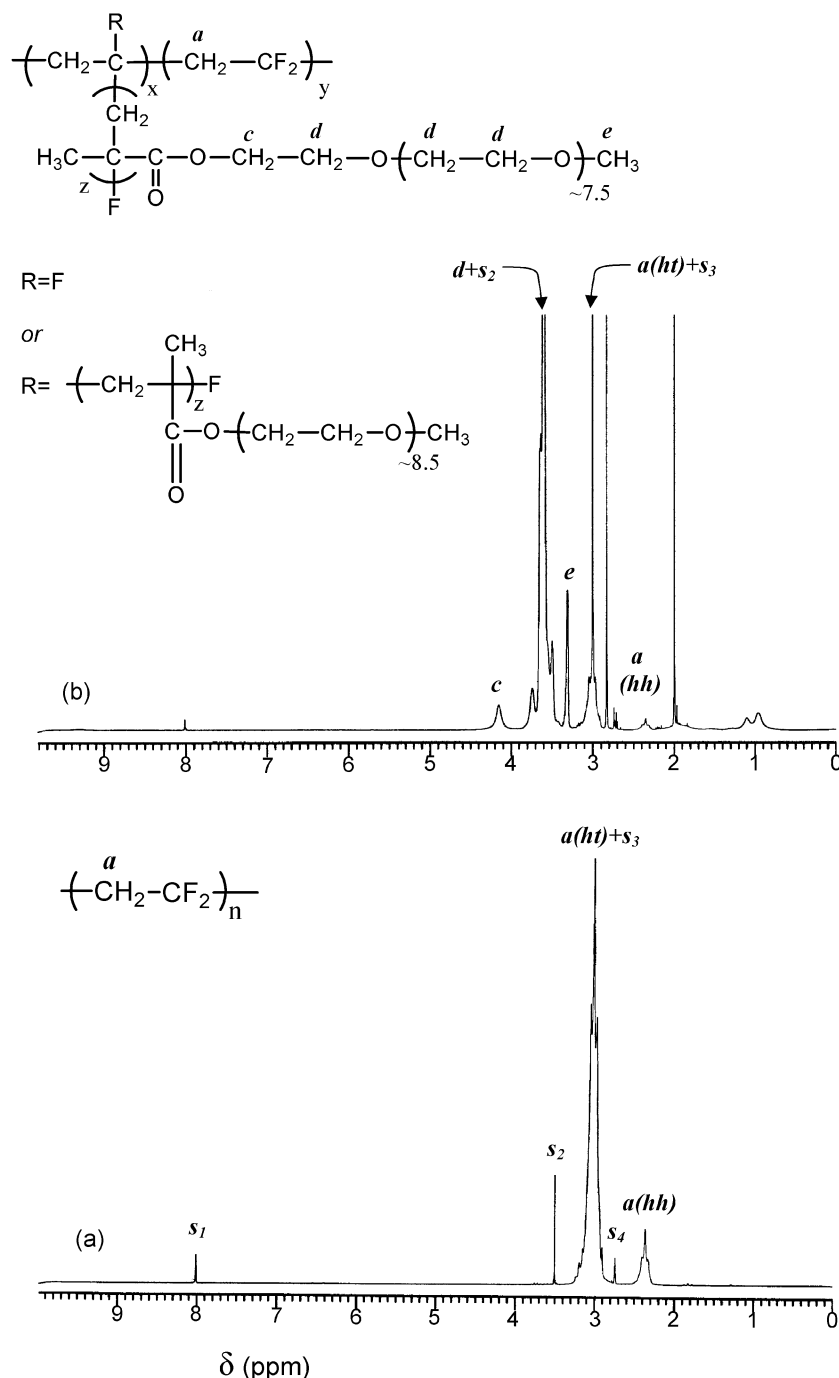 R a
CH2 C x CH2 CF2 y
CH2 c d d d e
H3C C C O CH2 CH2 O CH2 CH2 O CH3
z O ~7.5
F
d+s2 a(ht)+s3
R=F
or
CH3
R= CH2 C F
z
C O CH2 CH2 O CH3
~8.5
O
e
a
(hh)
(b) c
9 8 7 6 5 4 3 2 1 0
a(ht)+s3
a
CH2 CF2 n
s2
a(hh)
s1 s4
(a)
9 8 7 6 5 4 3 2 1 0
δ (ppm)